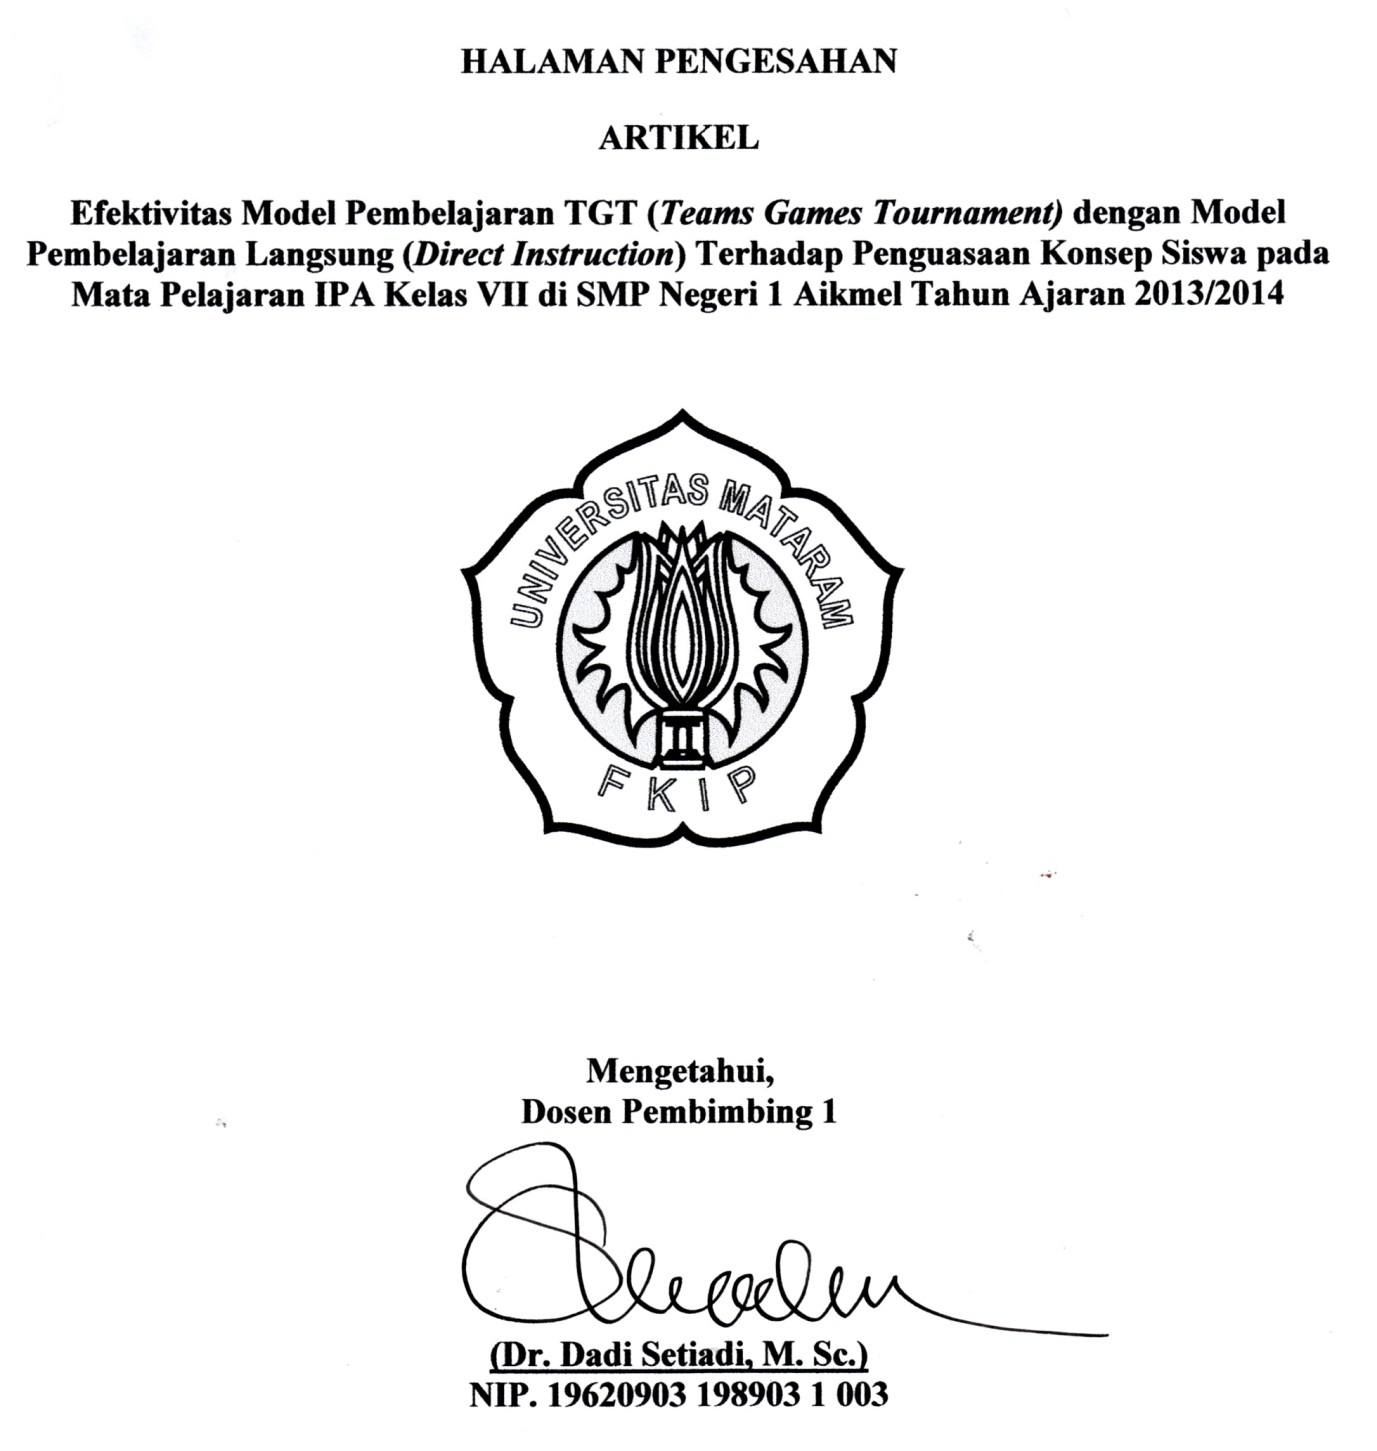 HALAMAN PENGESAHAN
ARTIKEL
Efektivitas Model Pembelajaran TGT (Teams Games Tournament) dengan Model
Pembelajaran Langsung (Direct Instruction) Terhadap Penguasaan Konsep Siswa pada
Mata Pelajaran IPA Kelas VII di SMP Negeri 1 Aikmel Tahun Ajaran 2013/2014
UNIVERSITAS MATARAM
FKIP
Mengetahui,
Dosen Pembimbing 1
(Dr. Dadi Setiadi, M. Sc.)
NIP. 19620903 198903 1 003